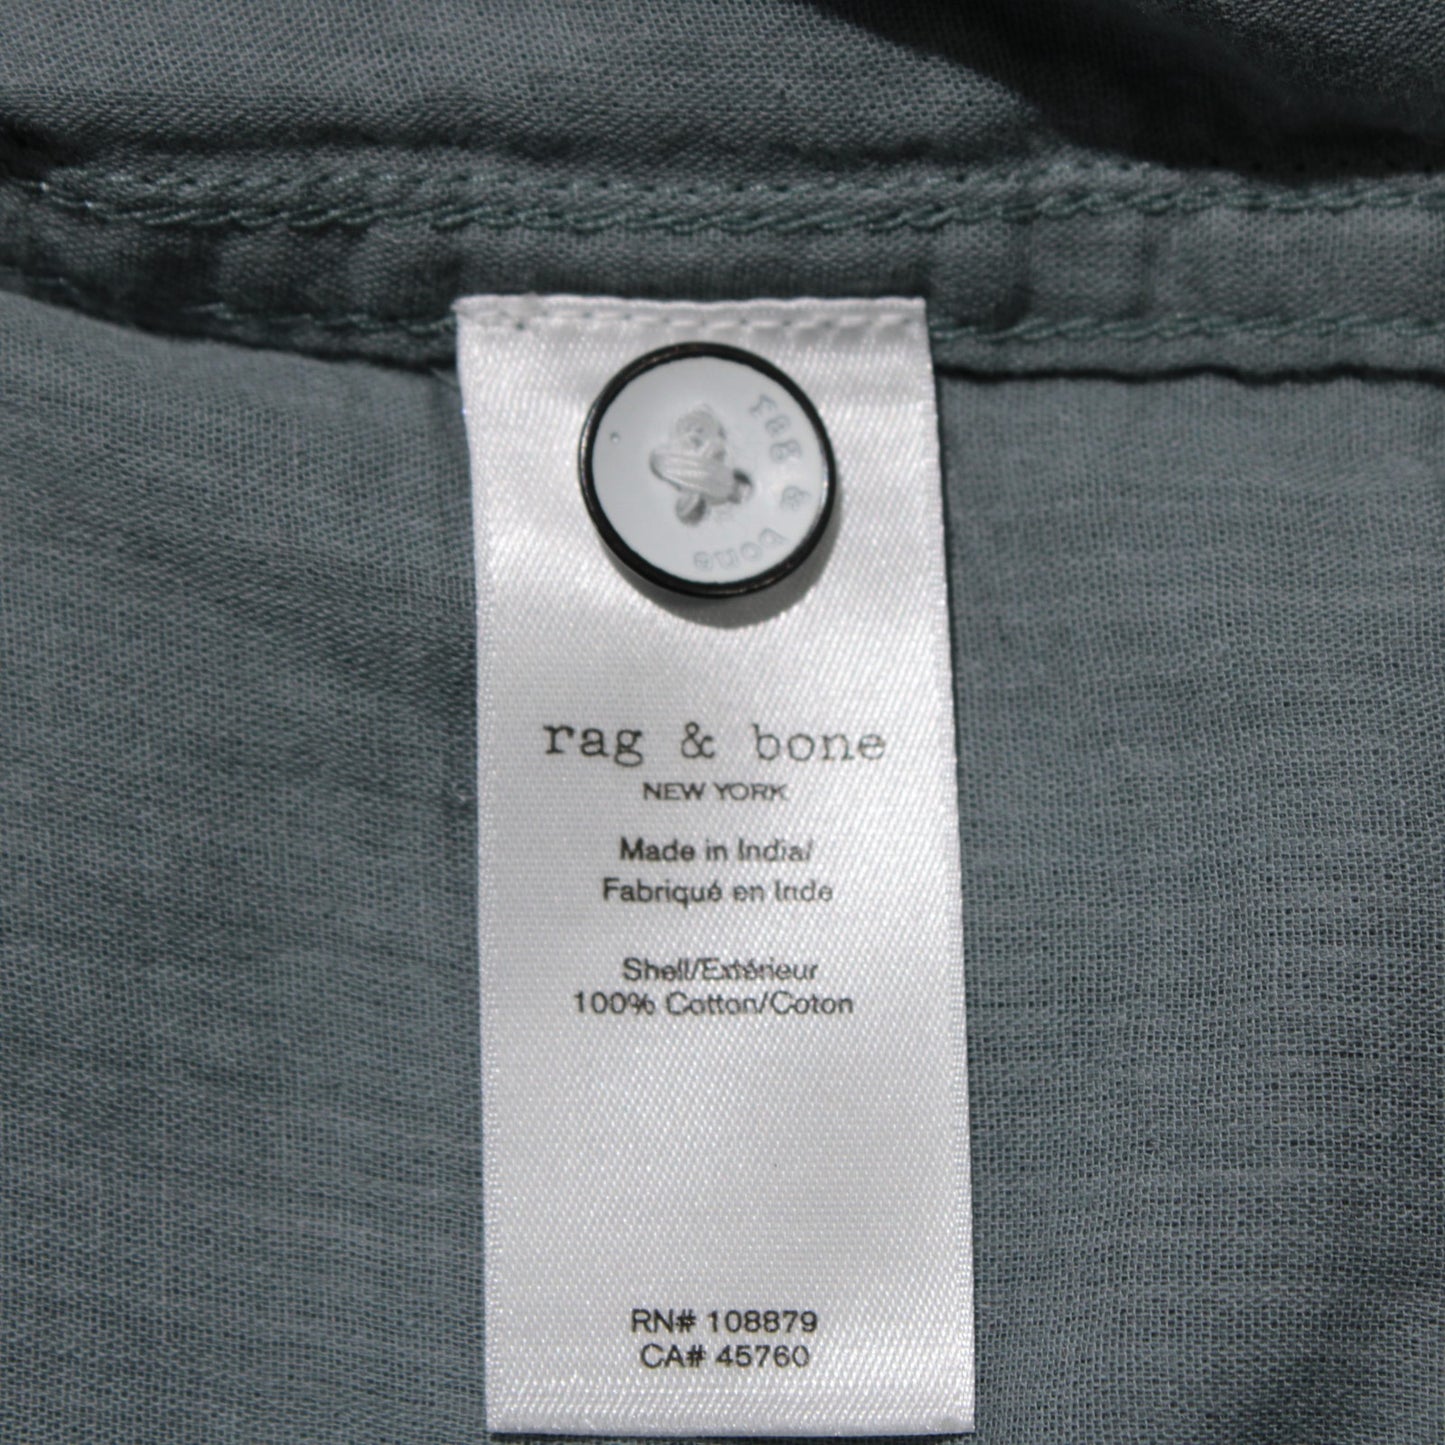 rag & bone
rag & bone
NEW YORK
Made in India/
Fabriqué en Inde
Shell/Extérieur
100% Cotton/Coton
RN# 108879
CA# 45760